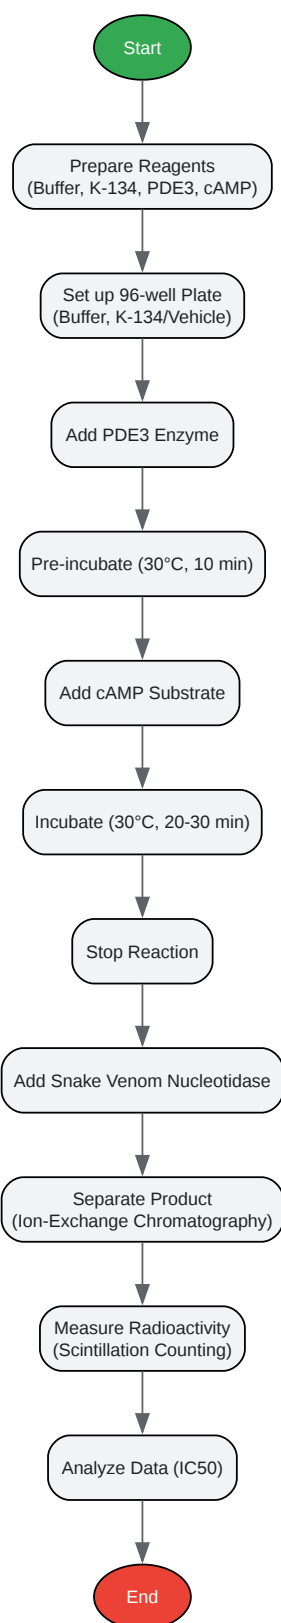 Start
Prepare Reagents
(Buffer, K-134, PDE3, cAMP)
Set up 96-well Plate
(Buffer, K-134/Vehicle)
Add PDE3 Enzyme
Pre-incubate (30°C, 10 min)
Add cAMP Substrate
Incubate (30°C, 20-30 min)
Stop Reaction
Add Snake Venom Nucleotidase
Separate Product
(Ion-Exchange Chromatography)
Measure Radioactivity
(Scintillation Counting)
Analyze Data (IC50)
End